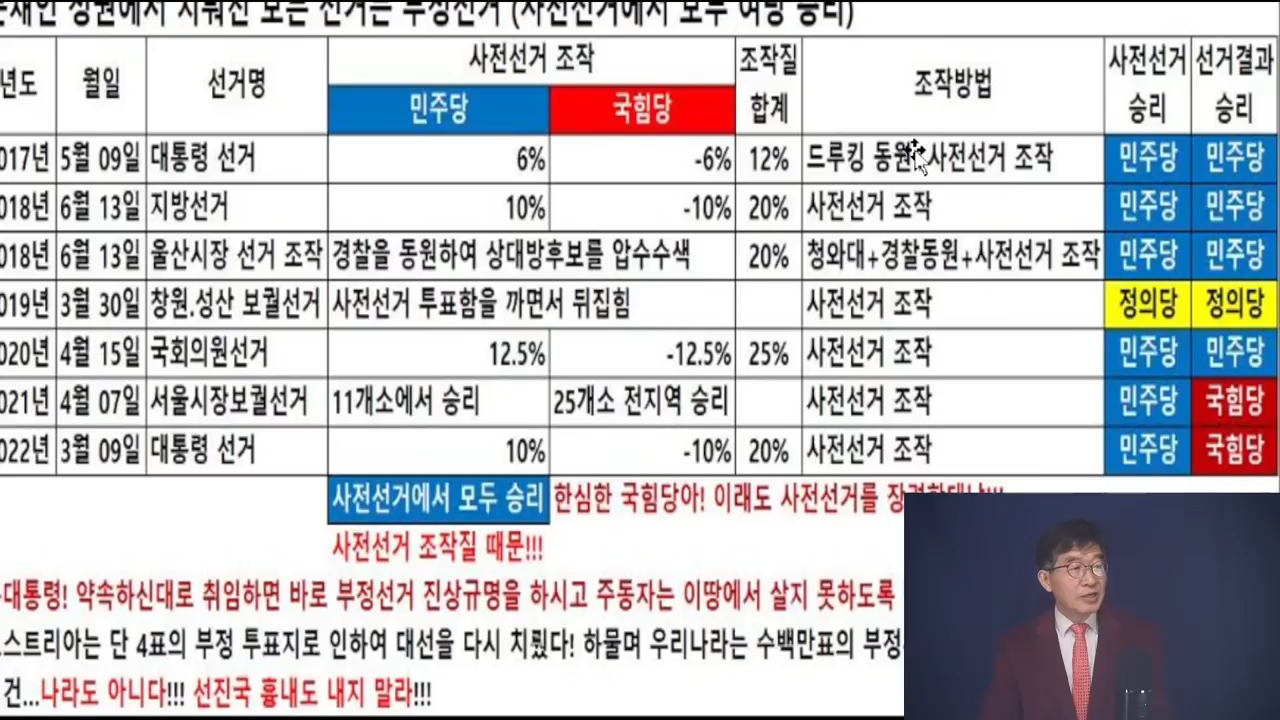 정권에서 치뤄진 모든 선거는 부정선거 (사전선거에서 모두 여당 승리)
년도 월일 선거명 사전선거 조작 조작질 합계 조작방법 사전선거 승리 선거결과 승리
민주당 국힘당
017년 5월 09일 대통령 선거 6% -6% 12% 드루킹 사전선거 조작 민주당 민주당
018년 6월 13일 지방선거 10% -10% 20% 사전선거 조작 민주당 민주당
018년 6월 13일 울산시장 선거 조작 경찰을 동원하여 상대방후보를 압수수색 20% 청와대+경찰동원+사전선거 조작 민주당 민주당
019년 3월 30일 창원.성산 보궐선거 사전선거 투표함을 까면서 뒤집힘 사전선거 조작 정의당 정의당
020년 4월 15일 국회의원선거 12.5% -12.5% 25% 사전선거 조작 민주당 민주당
021년 4월 07일 서울시장보궐선거 11개소에서 승리 25개소 전지역 승리 사전선거 조작 민주당 국힘당
022년 3월 09일 대통령 선거 10% -10% 20% 사전선거 조작 민주당 국힘당
사전선거에서 모두 승리 한심한 국힘당아! 이래도 사전선거를
사전선거 조작질 때문!!!
대통령! 약속하신대로 취임하면 바로 부정선거 진상규명을 하시고 주동자는 이땅에서 살지 못하도록
스트리아는 단 4표의 부정 투표지로 인하여 대선을 다시 치뤘다! 하물며 우리나라는 수백만표의 부정
건...나라도 아니다!!! 선진국 흉내도 내지 말라!!!